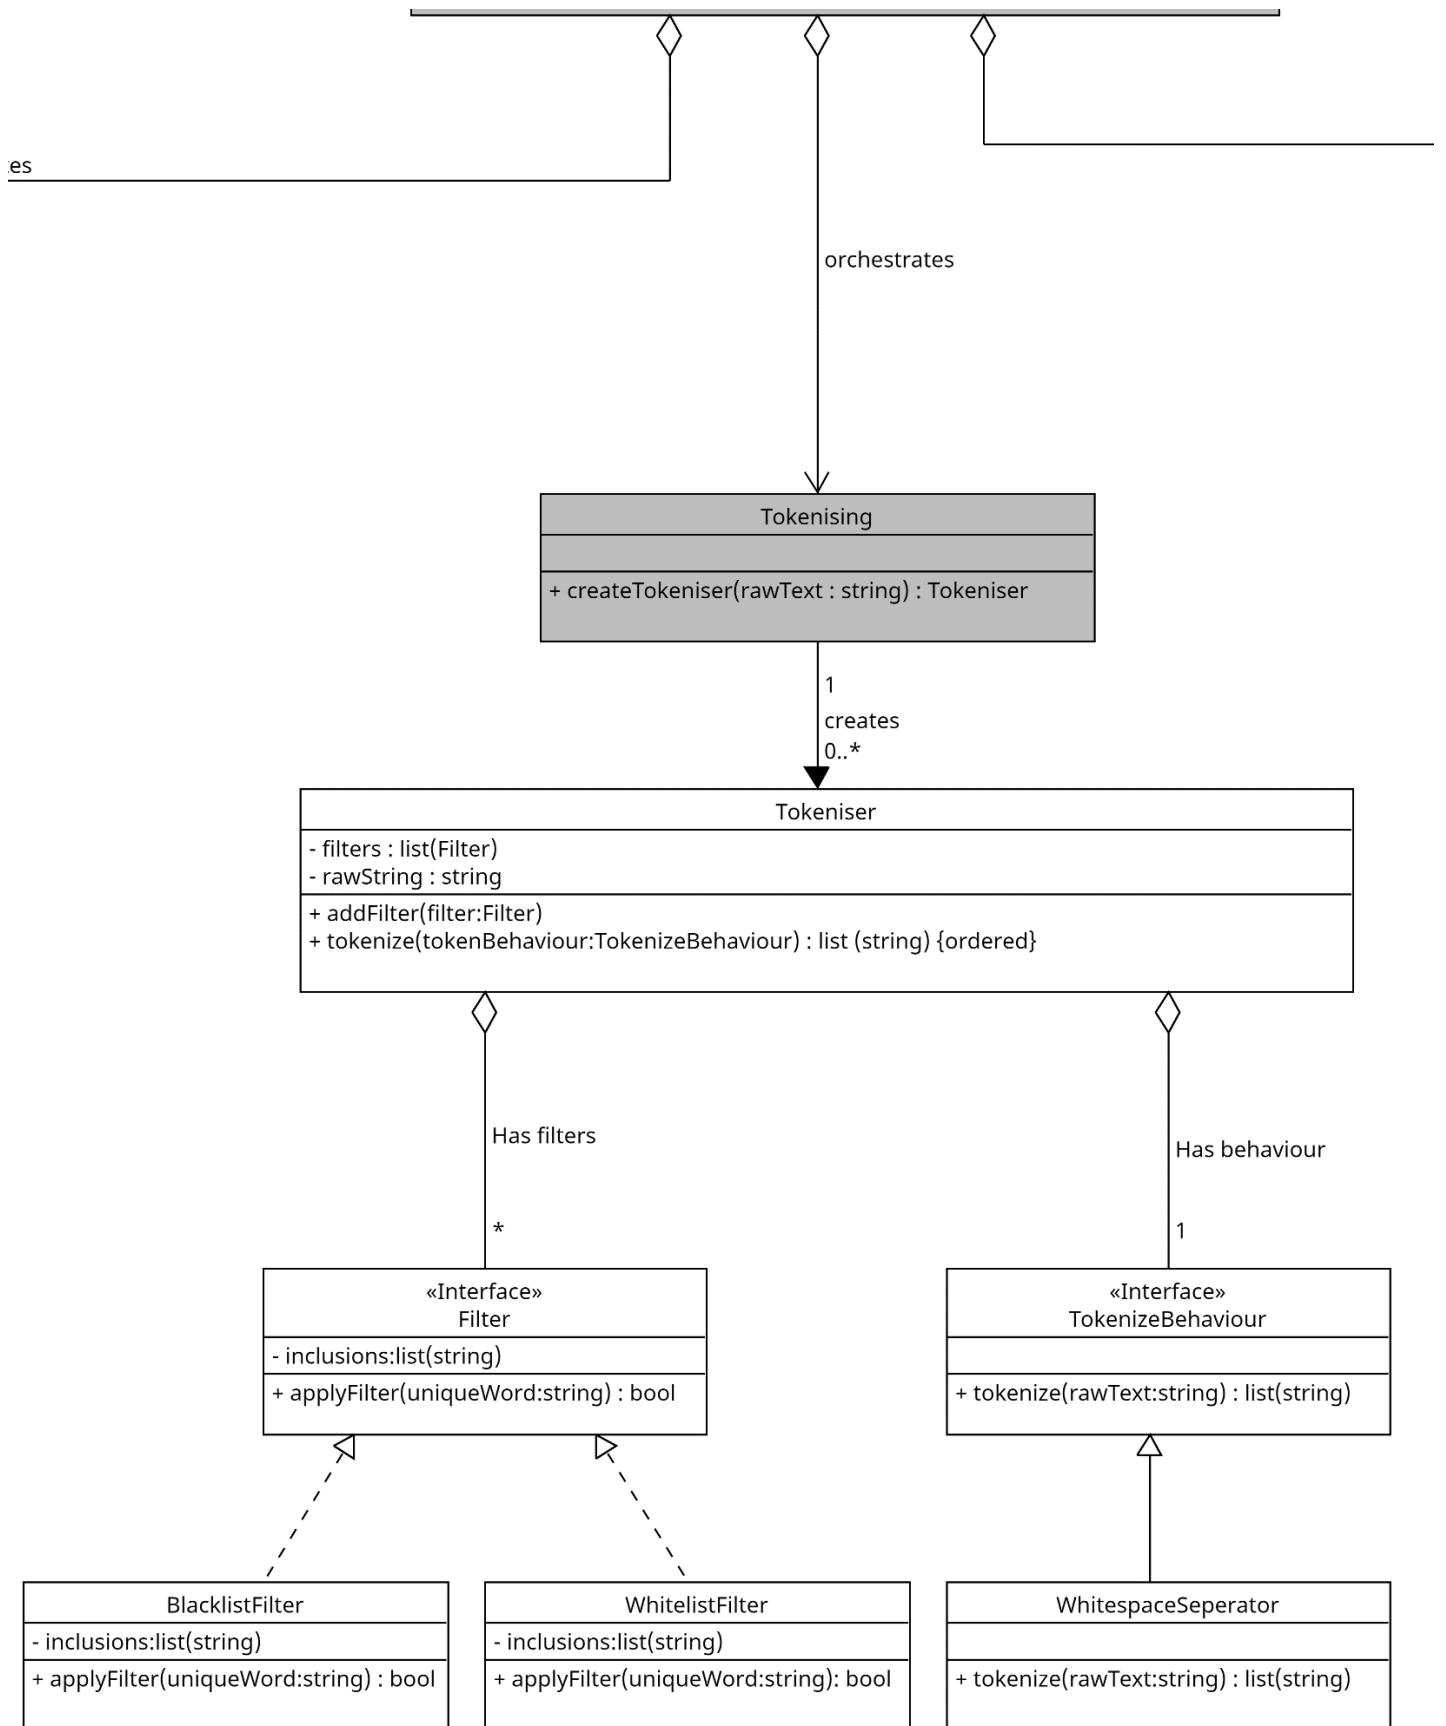 orchestrates
Tokenising
+ createTokeniser(rawText : string) : Tokeniser
1
creates
0..*
Tokeniser
- filters : list(Filter)
- rawString : string
+ addFilter(filter:Filter)
+ tokenize(tokenBehaviour:TokenizeBehaviour) : list (string) {ordered}
Has filters
*
Has behaviour
1
«Interface»
Filter
- inclusions:list(string)
+ applyFilter(uniqueWord:string) : bool
«Interface»
TokenizeBehaviour
+ tokenize(rawText:string) : list(string)
BlacklistFilter
- inclusions:list(string)
+ applyFilter(uniqueWord:string) : bool
WhitelistFilter
- inclusions:list(string)
+ applyFilter(uniqueWord:string): bool
WhitespaceSeperator
+ tokenize(rawText:string) : list(string)